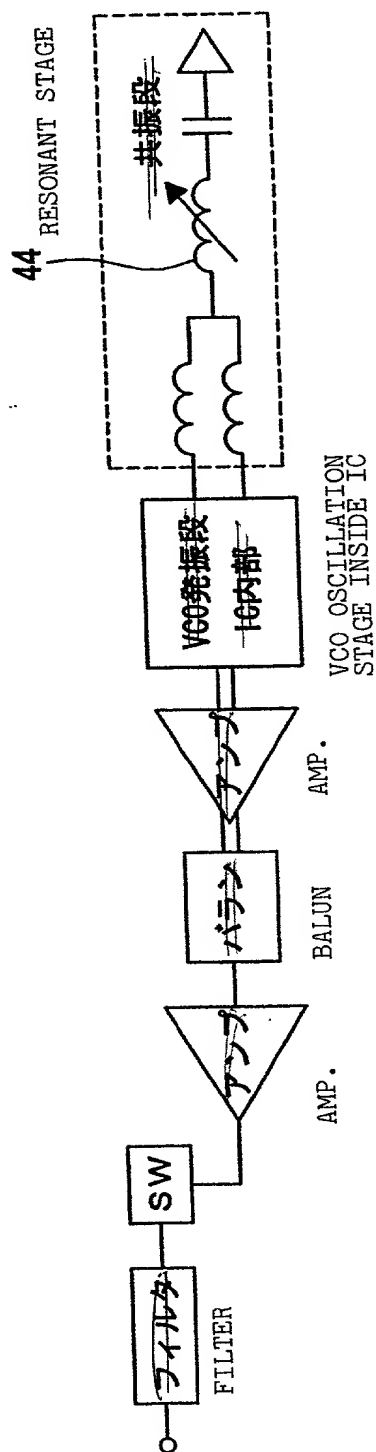 フィルタ
FILTER
SW
アンプ
AMP.
バラン
BALUN
アンプ
AMP.
VCO発振段
IC内部
VCO OSCILLATION
STAGE INSIDE IC
44
RESONANT STAGE
共振段